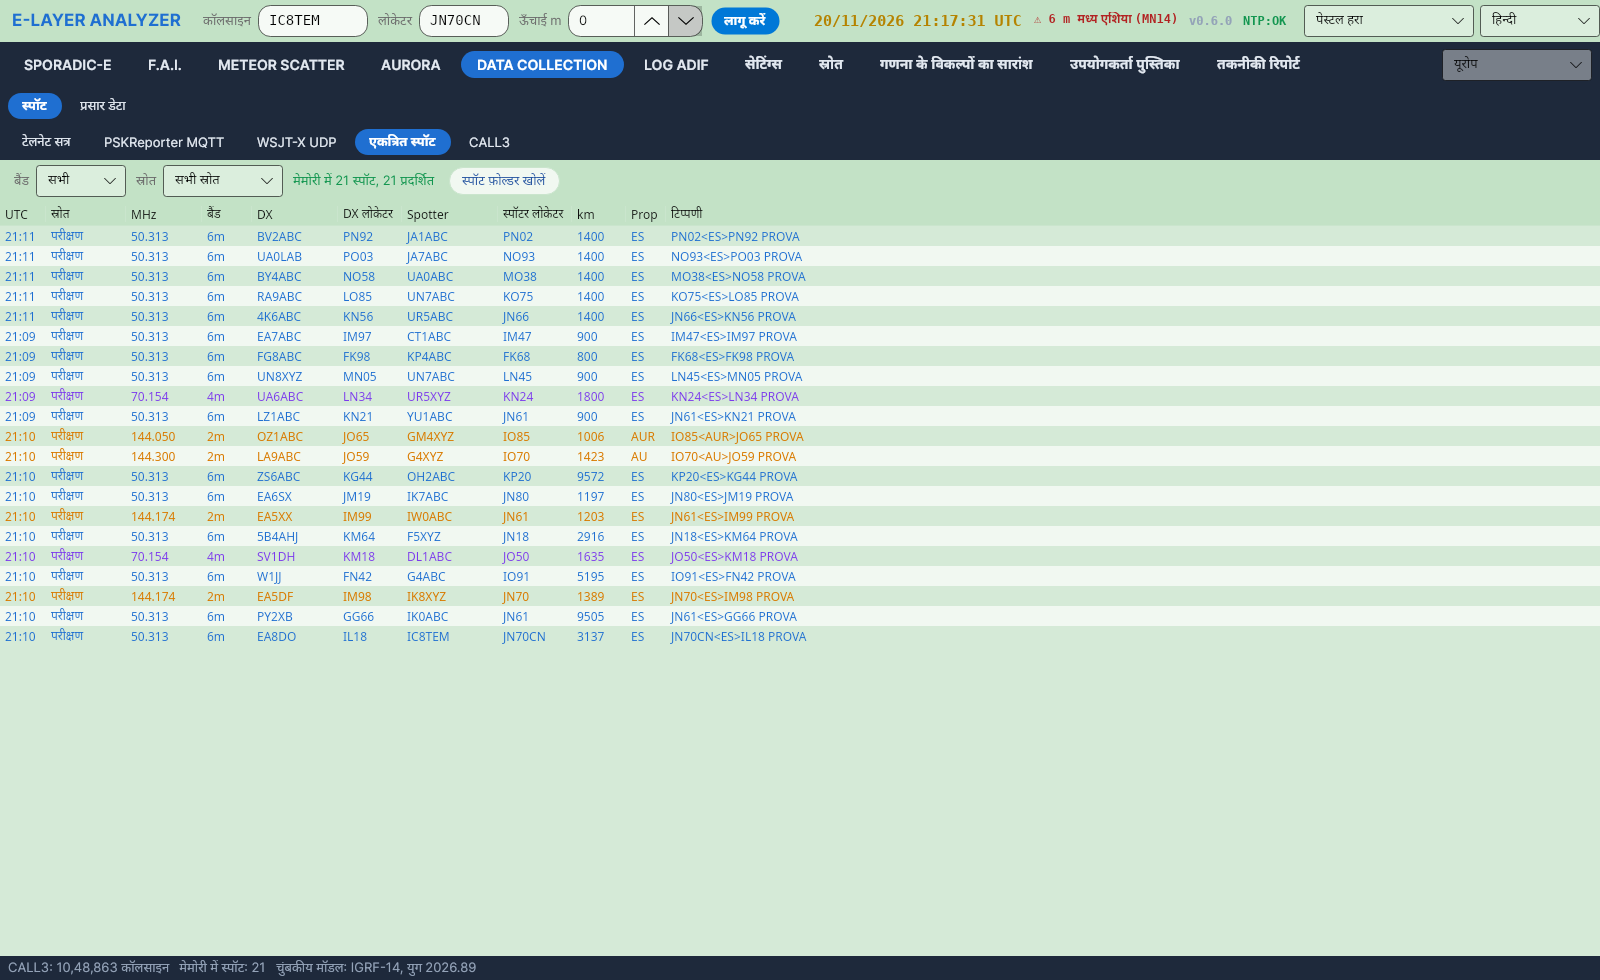 E-LAYER ANALYZER कॉलसाइन IC8TEM लोकेटर JN70CN ऊँचाई m 0 लागू करें 20/11/2026 21:17:31 UTC ⚠ 6 m मध्य एशिया (MN14) v0.6.0 NTP:OK पेस्टल हरा हिन्दी
SPORADIC-E F.A.I. METEOR SCATTER AURORA DATA COLLECTION LOG ADIF सेटिंग्स स्रोत गणना के विकल्पों का सारांश उपयोगकर्ता पुस्तिका तकनीकी रिपोर्ट यूरोप
स्पॉट प्रसार डेटा
टेलनेट सत्र PSKReporter MQTT WSJT-X UDP एकत्रित स्पॉट CALL3
बैंड सभी स्रोत सभी स्रोत मेमोरी में 21 स्पॉट, 21 प्रदर्शित स्पॉट फ़ोल्डर खोलें
UTC स्रोत MHz बैंड DX DX लोकेटर Spotter स्पॉटर लोकेटर km Prop टिप्पणी
21:11 परीक्षण 50.313 6m BV2ABC PN92 JA1ABC PN02 1400 ES PN02<ES>PN92 PROVA
21:11 परीक्षण 50.313 6m UA0LAB PO03 JA7ABC NO93 1400 ES NO93<ES>PO03 PROVA
21:11 परीक्षण 50.313 6m BY4ABC NO58 UA0ABC MO38 1400 ES MO38<ES>NO58 PROVA
21:11 परीक्षण 50.313 6m RA9ABC LO85 UN7ABC KO75 1400 ES KO75<ES>LO85 PROVA
21:11 परीक्षण 50.313 6m 4K6ABC KN56 UR5ABC JN66 1400 ES JN66<ES>KN56 PROVA
21:09 परीक्षण 50.313 6m EA7ABC IM97 CT1ABC IM47 900 ES IM47<ES>IM97 PROVA
21:09 परीक्षण 50.313 6m FG8ABC FK98 KP4ABC FK68 800 ES FK68<ES>FK98 PROVA
21:09 परीक्षण 50.313 6m UN8XYZ MN05 UN7ABC LN45 900 ES LN45<ES>MN05 PROVA
21:09 परीक्षण 70.154 4m UA6ABC LN34 UR5XYZ KN24 1800 ES KN24<ES>LN34 PROVA
21:09 परीक्षण 50.313 6m LZ1ABC KN21 YU1ABC JN61 900 ES JN61<ES>KN21 PROVA
21:10 परीक्षण 144.050 2m OZ1ABC JO65 GM4XYZ IO85 1006 AUR IO85<AUR>JO65 PROVA
21:10 परीक्षण 144.300 2m LA9ABC JO59 G4XYZ IO70 1423 AU IO70<AU>JO59 PROVA
21:10 परीक्षण 50.313 6m ZS6ABC KG44 OH2ABC KP20 9572 ES KP20<ES>KG44 PROVA
21:10 परीक्षण 50.313 6m EA6SX JM19 IK7ABC JN80 1197 ES JN80<ES>JM19 PROVA
21:10 परीक्षण 144.174 2m EA5XX IM99 IW0ABC JN61 1203 ES JN61<ES>IM99 PROVA
21:10 परीक्षण 50.313 6m 5B4AHJ KM64 F5XYZ JN18 2916 ES JN18<ES>KM64 PROVA
21:10 परीक्षण 70.154 4m SV1DH KM18 DL1ABC JO50 1635 ES JO50<ES>KM18 PROVA
21:10 परीक्षण 50.313 6m W1JJ FN42 G4ABC IO91 5195 ES IO91<ES>FN42 PROVA
21:10 परीक्षण 144.174 2m EA5DF IM98 IK8XYZ JN70 1389 ES JN70<ES>IM98 PROVA
21:10 परीक्षण 50.313 6m PY2XB GG66 IK0ABC JN61 9505 ES JN61<ES>GG66 PROVA
21:10 परीक्षण 50.313 6m EA8DO IL18 IC8TEM JN70CN 3137 ES JN70CN<ES>IL18 PROVA
CALL3: 10,48,863 कॉलसाइन मेमोरी में स्पॉट: 21 चुंबकीय मॉडल: IGRF-14, युग 2026.89